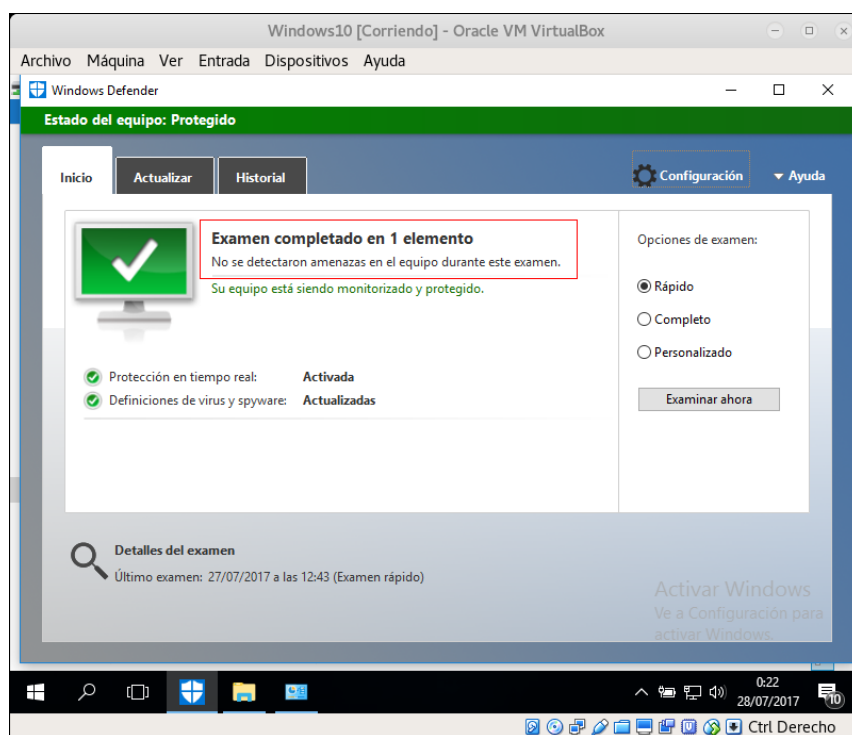 Windows10 [Corriendo] - Oracle VM VirtualBox
Archivo Máquina Ver Entrada Dispositivos Ayuda
Windows Defender
Estado del equipo: Protegido
Inicio Actualizar Historial Configuración Ayuda
Examen completado en 1 elemento
No se detectaron amenazas en el equipo durante este examen.
Su equipo está siendo monitorizado y protegido.
Opciones de examen:
Rápido
Completo
Personalizado
Examinar ahora
Protección en tiempo real: Activada
Definiciones de virus y spyware: Actualizadas
Detalles del examen
Último examen: 27/07/2017 a las 12:43 (Examen rápido)
Activar Windows
Ve a Configuración para
activar Windows.
0:22
28/07/2017
10
Ctrl Derecho